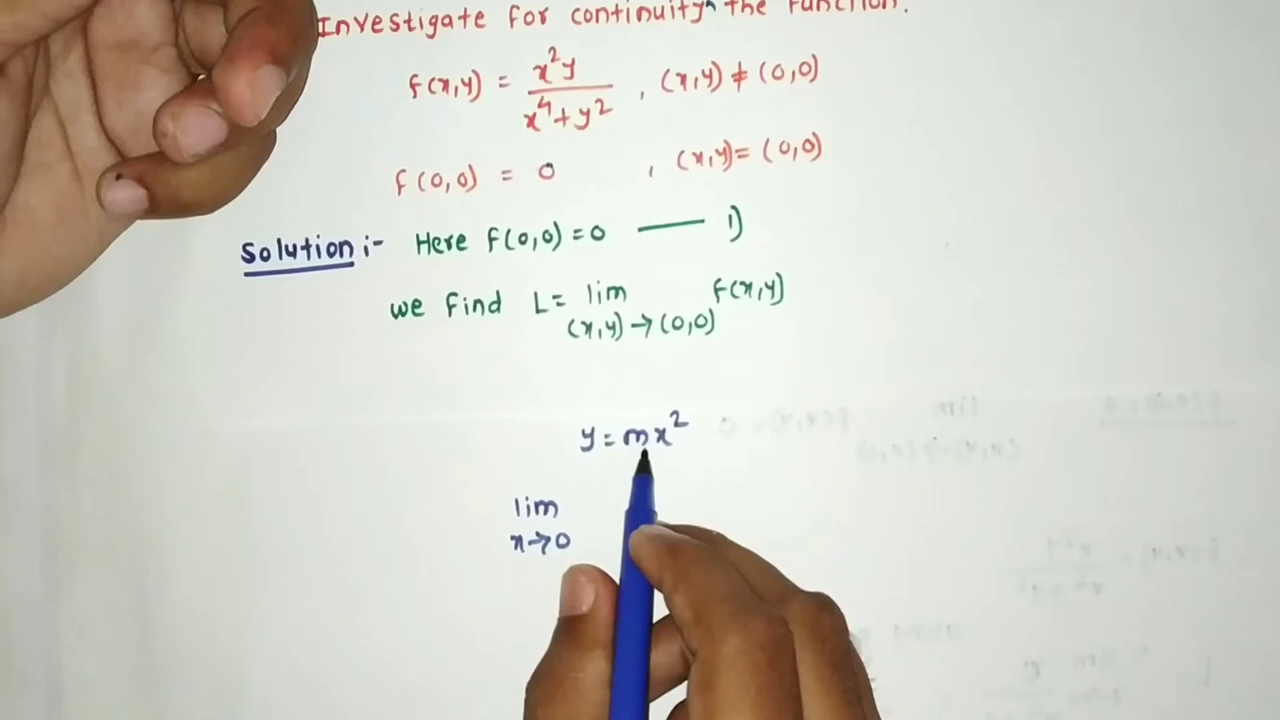 Investigate for continuity the function.
f(x,y) = x²y / x⁴+y² , (x,y) ≠ (0,0)
f(0,0) = 0 , (x,y) = (0,0)
Solution :- Here f(0,0) = 0 —— 1)
we find L = lim f(x,y)
(x,y)→(0,0)
y = mx²
lim
x→0